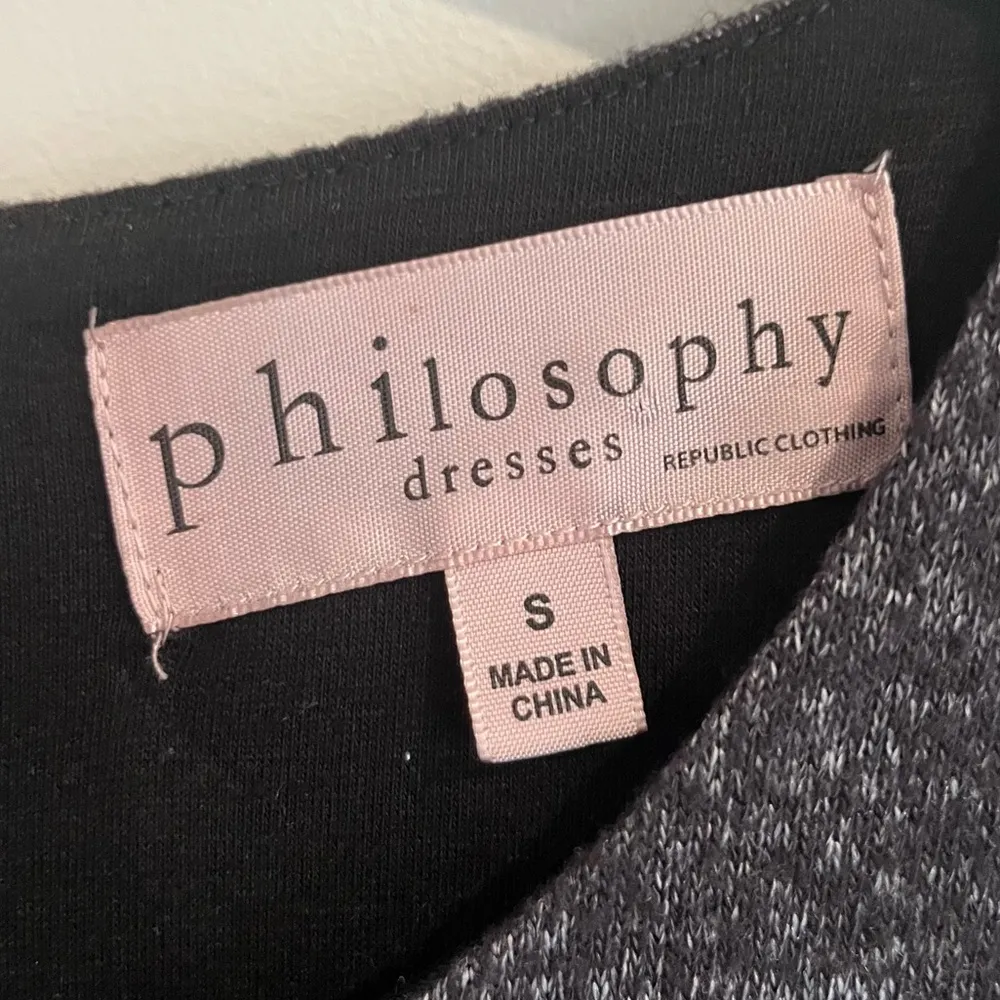 philosophy
dresses REPUBLIC CLOTHING
S
MADE IN
CHINA